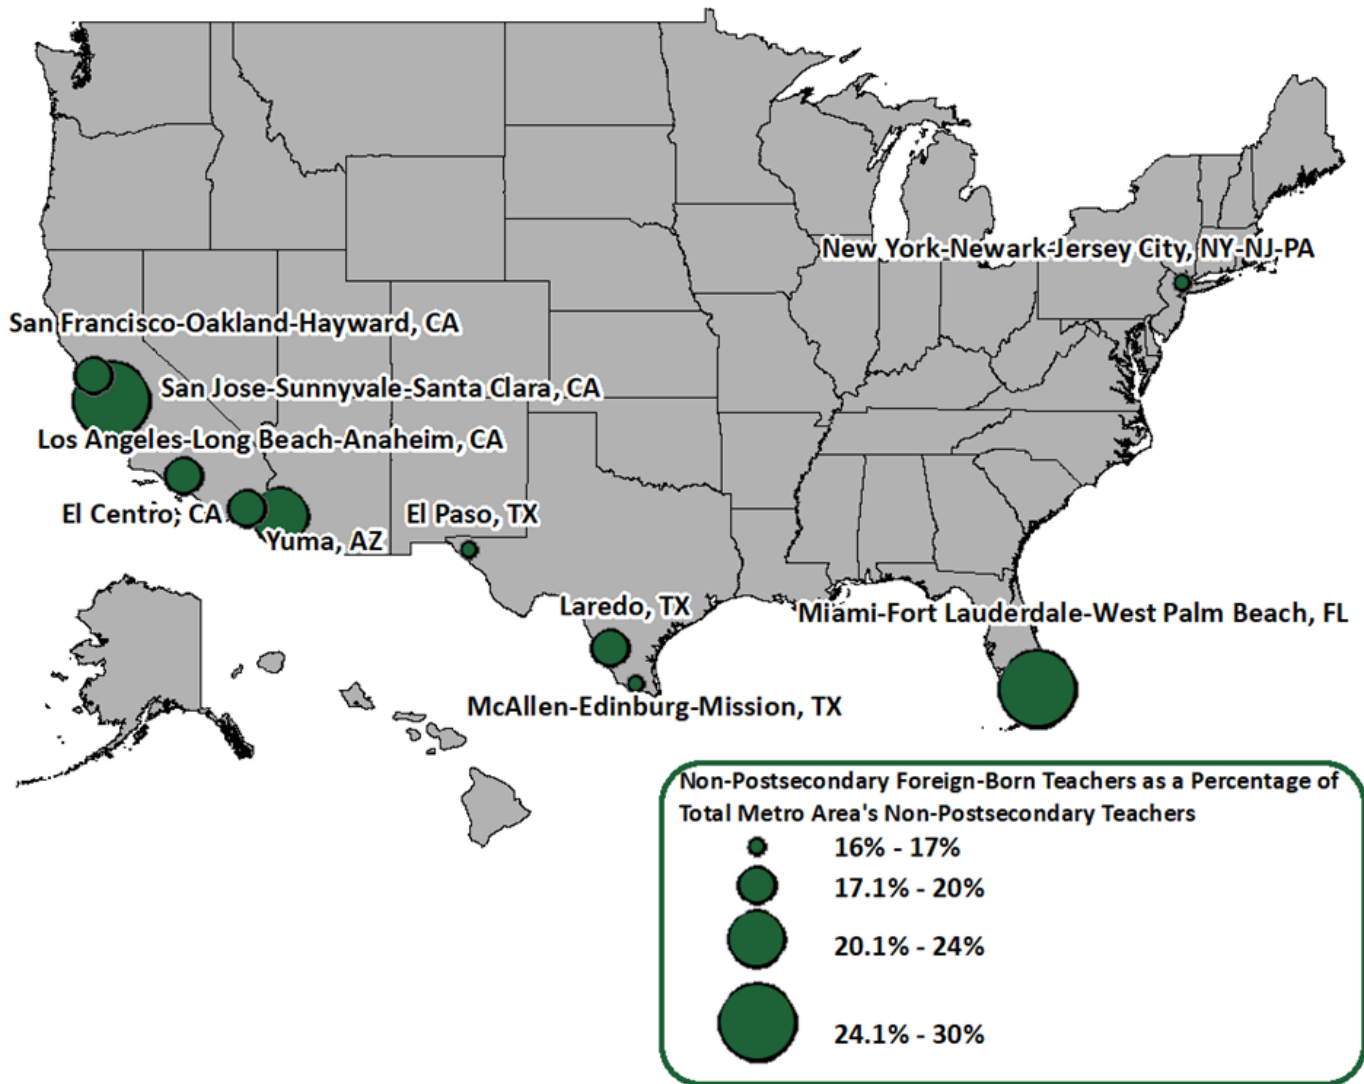 New York-Newark-Jersey City, NY-NJ-PA
San Francisco-Oakland-Hayward, CA
San Jose-Sunnyvale-Santa Clara, CA
Los Angeles-Long Beach-Anaheim, CA
El Centro, CA
El Paso, TX
Yuma, AZ
Laredo, TX
Miami-Fort Lauderdale-West Palm Beach, FL
McAllen-Edinburg-Mission, TX
Non-Postsecondary Foreign-Born Teachers as a Percentage of
Total Metro Area's Non-Postsecondary Teachers
16% - 17%
17.1% - 20%
20.1% - 24%
24.1% - 30%